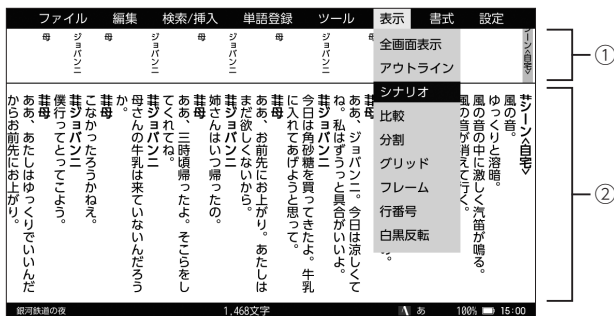 ファイル 編集 検索/挿入 単語登録 ツール 表示 書式 設定
全画面表示
アウトライン
シナリオ
比較
分割
グリッド
フレーム
行番号
白黒反転
ーン<自宅>
母
ジョバンニ
母
ジョバンニ
母
ジョバンニ
母
ジョバンニ
母
①
##シーン<自宅>
風の音。
ゆっくりと溶暗。
風の音の中に激しく汽笛が鳴る。
風の音が消えて行く。
ああ、ジョバンニ。今日は涼しくて
ね。私はずうっと具合がいいよ。
##ジョバンニ
今日は角砂糖を買ってきたよ。牛乳
に入れてあげようと思って。
##母
ああ、お前先にお上がり。あたしは
まだ欲しくないから。
##ジョバンニ
姉さんはいつ帰ったの。
##母
ああ、三時頃帰ったよ。そこらをし
てくれてね。
##ジョバンニ
母さんの牛乳は来ていないんだろう
か。
##母
こなかったろうかねえ。
##ジョバンニ
僕行ってとってこよう。
##母
ああ、あたしはゆっくりでいいんだ
からお前先にお上がり。
②
銀河鉄道の夜 1,468文字 あ 100% 15:00